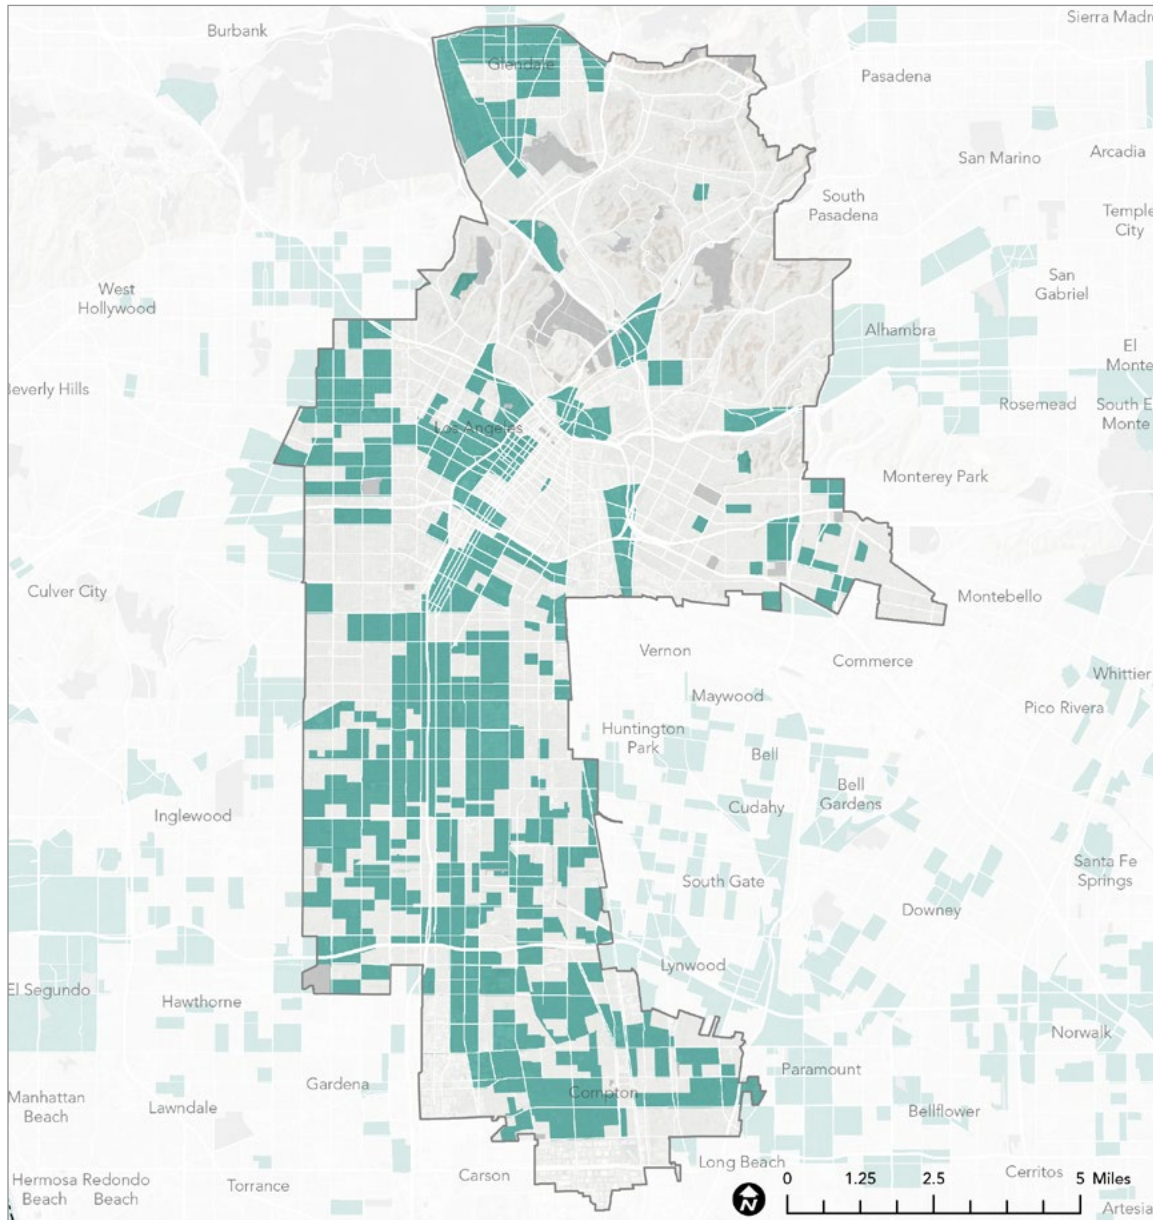 Sierra Madr
Burbank
Glendale
Pasadena
San Marino
Arcadia
South
Pasadena
Temple
City
West
Hollywood
San
Gabriel
Alhambra
El
Monte
Beverly Hills
Rosemead
South E
Monte
Los Angeles
Monterey Park
Culver City
Montebello
Vernon
Commerce
Whittier
Maywood
Pico Rivera
Huntington
Park
Bell
Bell
Gardens
Cudahy
Inglewood
Santa Fe
Springs
South Gate
Downey
Lynwood
El Segundo
Hawthorne
Norwalk
Paramount
Gardena
Compton
Manhattan
Beach
Lawndale
Bellflower
Long Beach
Carson
Cerritos
Hermosa
Beach
Redondo
Beach
Torrance
N
0 1.25 2.5 5 Miles
Artesia